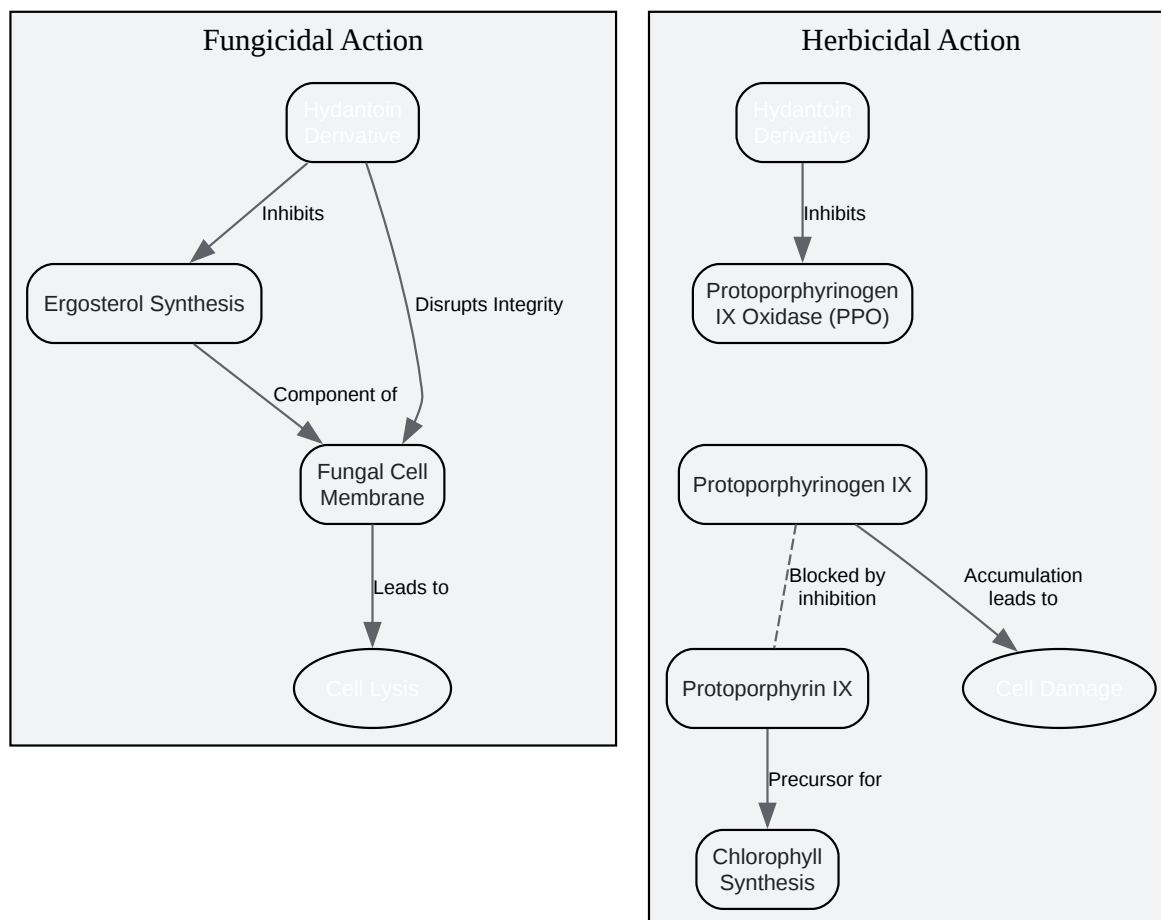 Fungicidal Action
Hydantoin
Derivative
Inhibits
Ergosterol Synthesis
Disrupts Integrity
Component of
Fungal Cell
Membrane
Leads to
Cell Lysis
Herbicidal Action
Hydantoin
Derivative
Inhibits
Protoporphyrinogen
IX Oxidase (PPO)
Protoporphyrinogen IX
Blocked by
inhibition
Accumulation
leads to
Protoporphyrin IX
Cell Damage
Precursor for
Chlorophyll
Synthesis